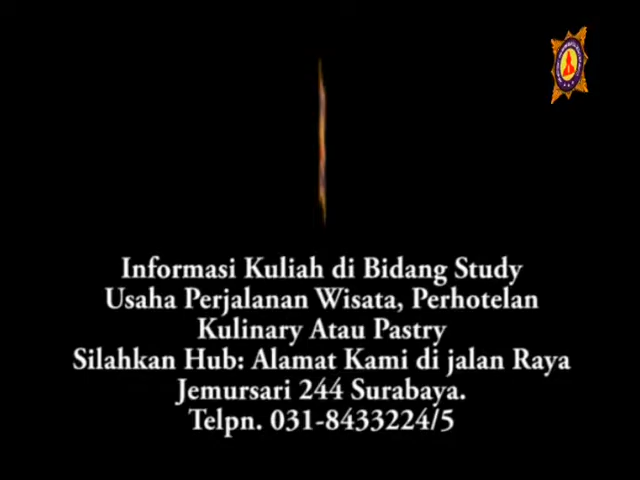 Informasi Kuliah di Bidang Study
Usaha Perjalanan Wisata, Perhotelan
Kulinary Atau Pastry
Silahkan Hub: Alamat Kami di jalan Raya
Jemursari 244 Surabaya.
Telpn. 031-8433224/5